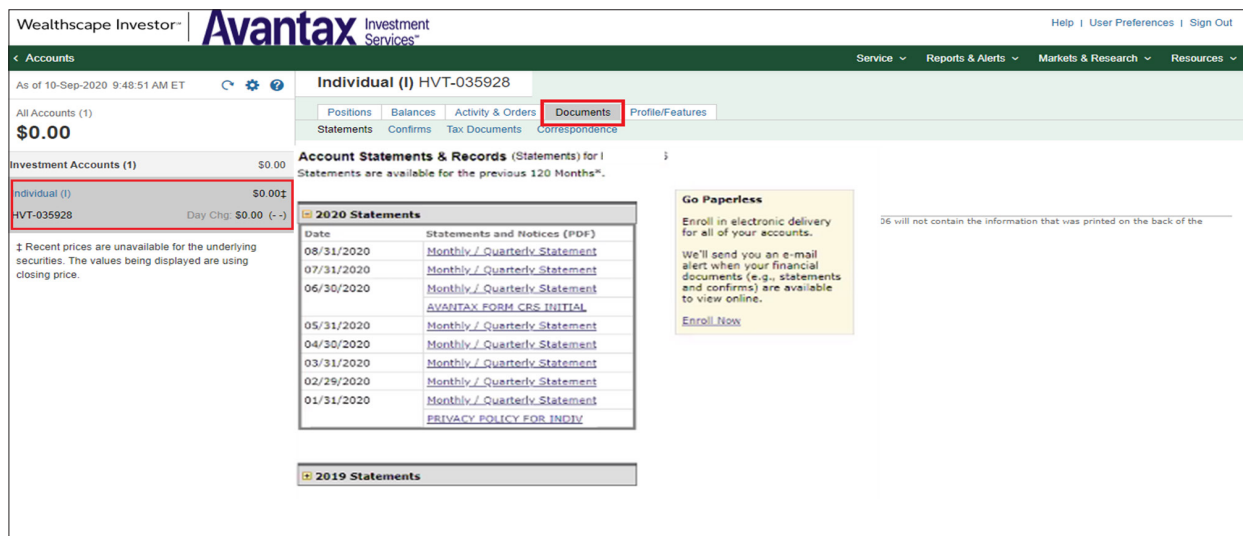 Wealthscape Investor℠
Avantax Investment Services℠
Help | User Preferences | Sign Out
< Accounts
Service
Reports & Alerts
Markets & Research
Resources
As of 10-Sep-2020 9:48:51 AM ET
All Accounts (1)
$0.00
Investment Accounts (1) $0.00
Individual (I) $0.00‡
HVT-035928 Day Chg: $0.00 (- -)
‡ Recent prices are unavailable for the underlying
securities. The values being displayed are using
closing price.
Individual (I) HVT-035928
Positions Balances Activity & Orders Documents Profile/Features
Statements Confirms Tax Documents Correspondence
Account Statements & Records (Statements) for
Statements are available for the previous 120 Months*.
2020 Statements
Date Statements and Notices (PDF)
08/31/2020 Monthly / Quarterly Statement
07/31/2020 Monthly / Quarterly Statement
06/30/2020 Monthly / Quarterly Statement
AVANTAX FORM CRS INITIAL
05/31/2020 Monthly / Quarterly Statement
04/30/2020 Monthly / Quarterly Statement
03/31/2020 Monthly / Quarterly Statement
02/29/2020 Monthly / Quarterly Statement
01/31/2020 Monthly / Quarterly Statement
PRIVACY POLICY FOR INDIV
2019 Statements
Go Paperless
Enroll in electronic delivery
for all of your accounts.
We'll send you an e-mail
alert when your financial
documents (e.g., statements
and confirms) are available
to view online.
Enroll Now
06 will not contain the information that was printed on the back of the